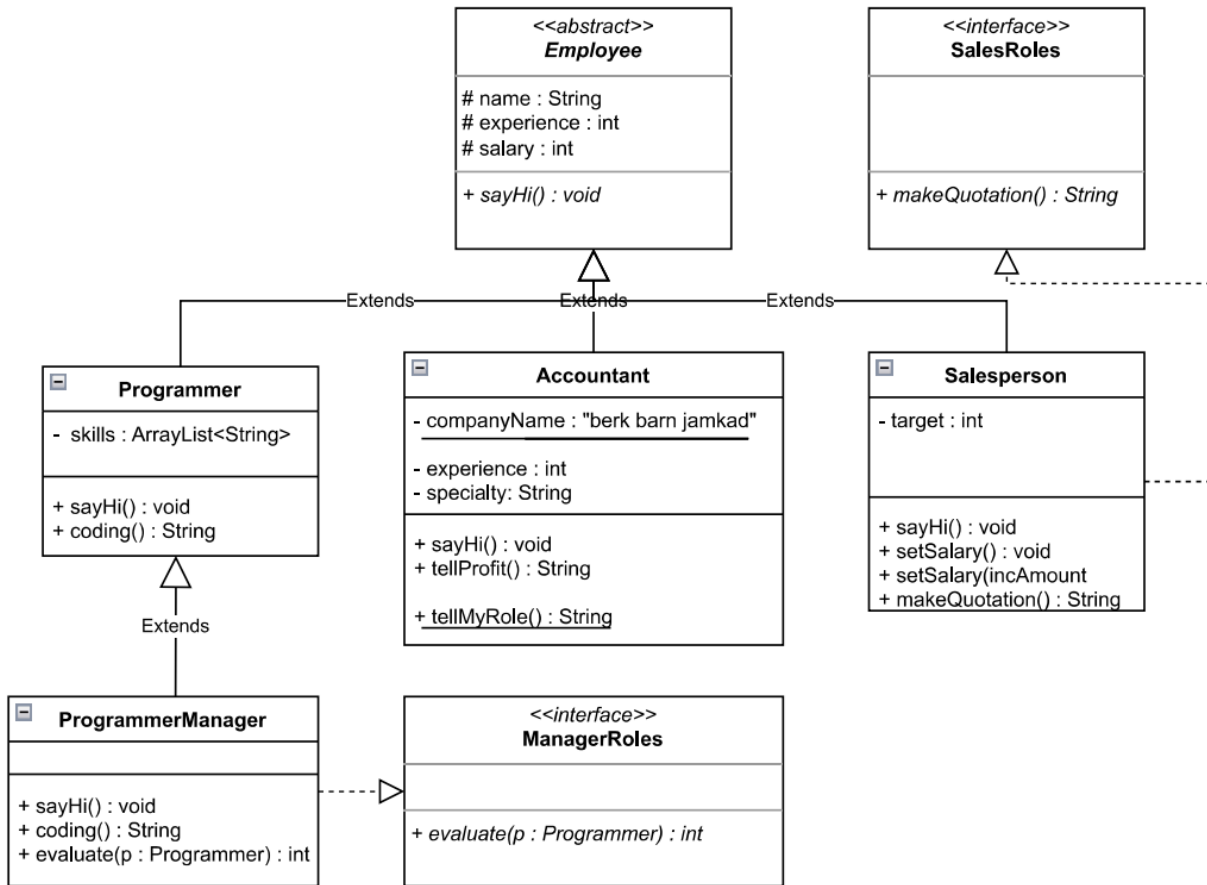 <<abstract>>
Employee
# name : String
# experience : int
# salary : int
+ sayHi() : void
<<interface>>
SalesRoles
+ makeQuotation() : String
Extends
Extends
Extends
Programmer
- skills : ArrayList<String>
+ sayHi() : void
+ coding() : String
Accountant
- companyName : "berk barn jamkad"
- experience : int
- specialty: String
+ sayHi() : void
+ tellProfit() : String
+ tellMyRole() : String
Salesperson
- target : int
+ sayHi() : void
+ setSalary() : void
+ setSalary(incAmount
+ makeQuotation() : String
Extends
ProgrammerManager
+ sayHi() : void
+ coding() : String
+ evaluate(p : Programmer) : int
<<interface>>
ManagerRoles
+ evaluate(p : Programmer) : int